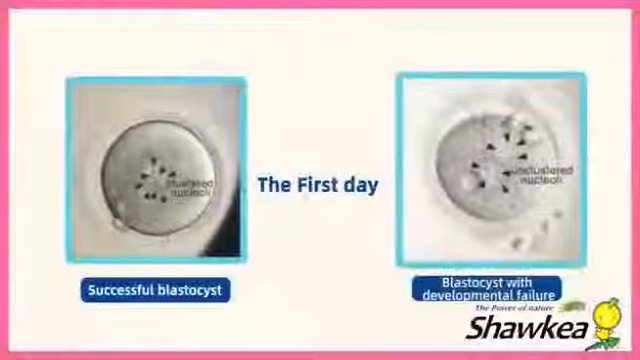 clustered
nucleoli
The First day
unclustered
nucleoli
Successful blastocyst
Blastocyst with
developmental failure
The Power of nature
Shawkea